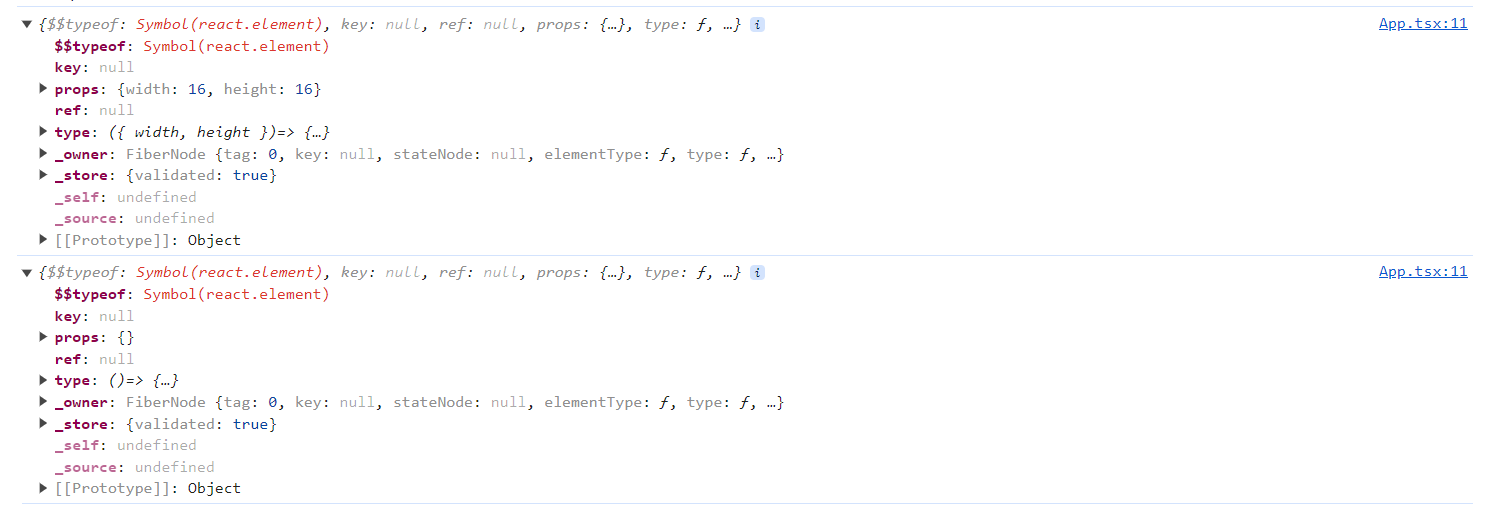 {$$typeof: Symbol(react.element), key: null, ref: null, props: {…}, type: ƒ, …} i App.tsx:11
$$typeof: Symbol(react.element)
key: null
props: {width: 16, height: 16}
ref: null
type: ({ width, height })=> {…}
_owner: FiberNode {tag: 0, key: null, stateNode: null, elementType: ƒ, type: ƒ, …}
_store: {validated: true}
_self: undefined
_source: undefined
[[Prototype]]: Object
{$$typeof: Symbol(react.element), key: null, ref: null, props: {…}, type: ƒ, …} i App.tsx:11
$$typeof: Symbol(react.element)
key: null
props: {}
ref: null
type: ()=> {…}
_owner: FiberNode {tag: 0, key: null, stateNode: null, elementType: ƒ, type: ƒ, …}
_store: {validated: true}
_self: undefined
_source: undefined
[[Prototype]]: Object